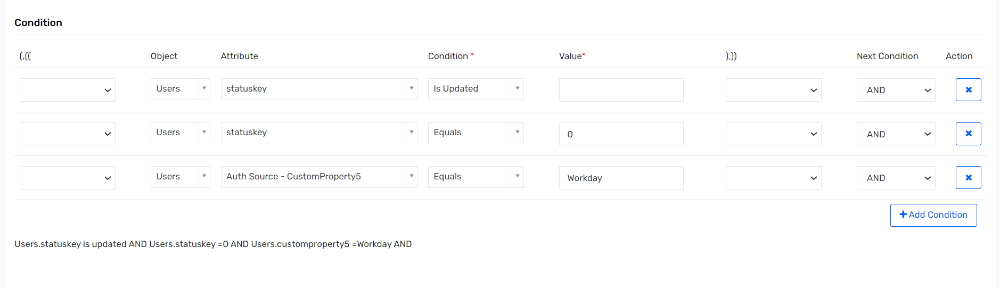 Condition
(,(( Object Attribute Condition * Value* ),)) Next Condition Action
Users statuskey Is Updated AND
Users statuskey Equals 0 AND
Users Auth Source - CustomProperty5 Equals Workday AND
Add Condition
Users.statuskey is updated AND Users.statuskey =0 AND Users.customproperty5 =Workday AND